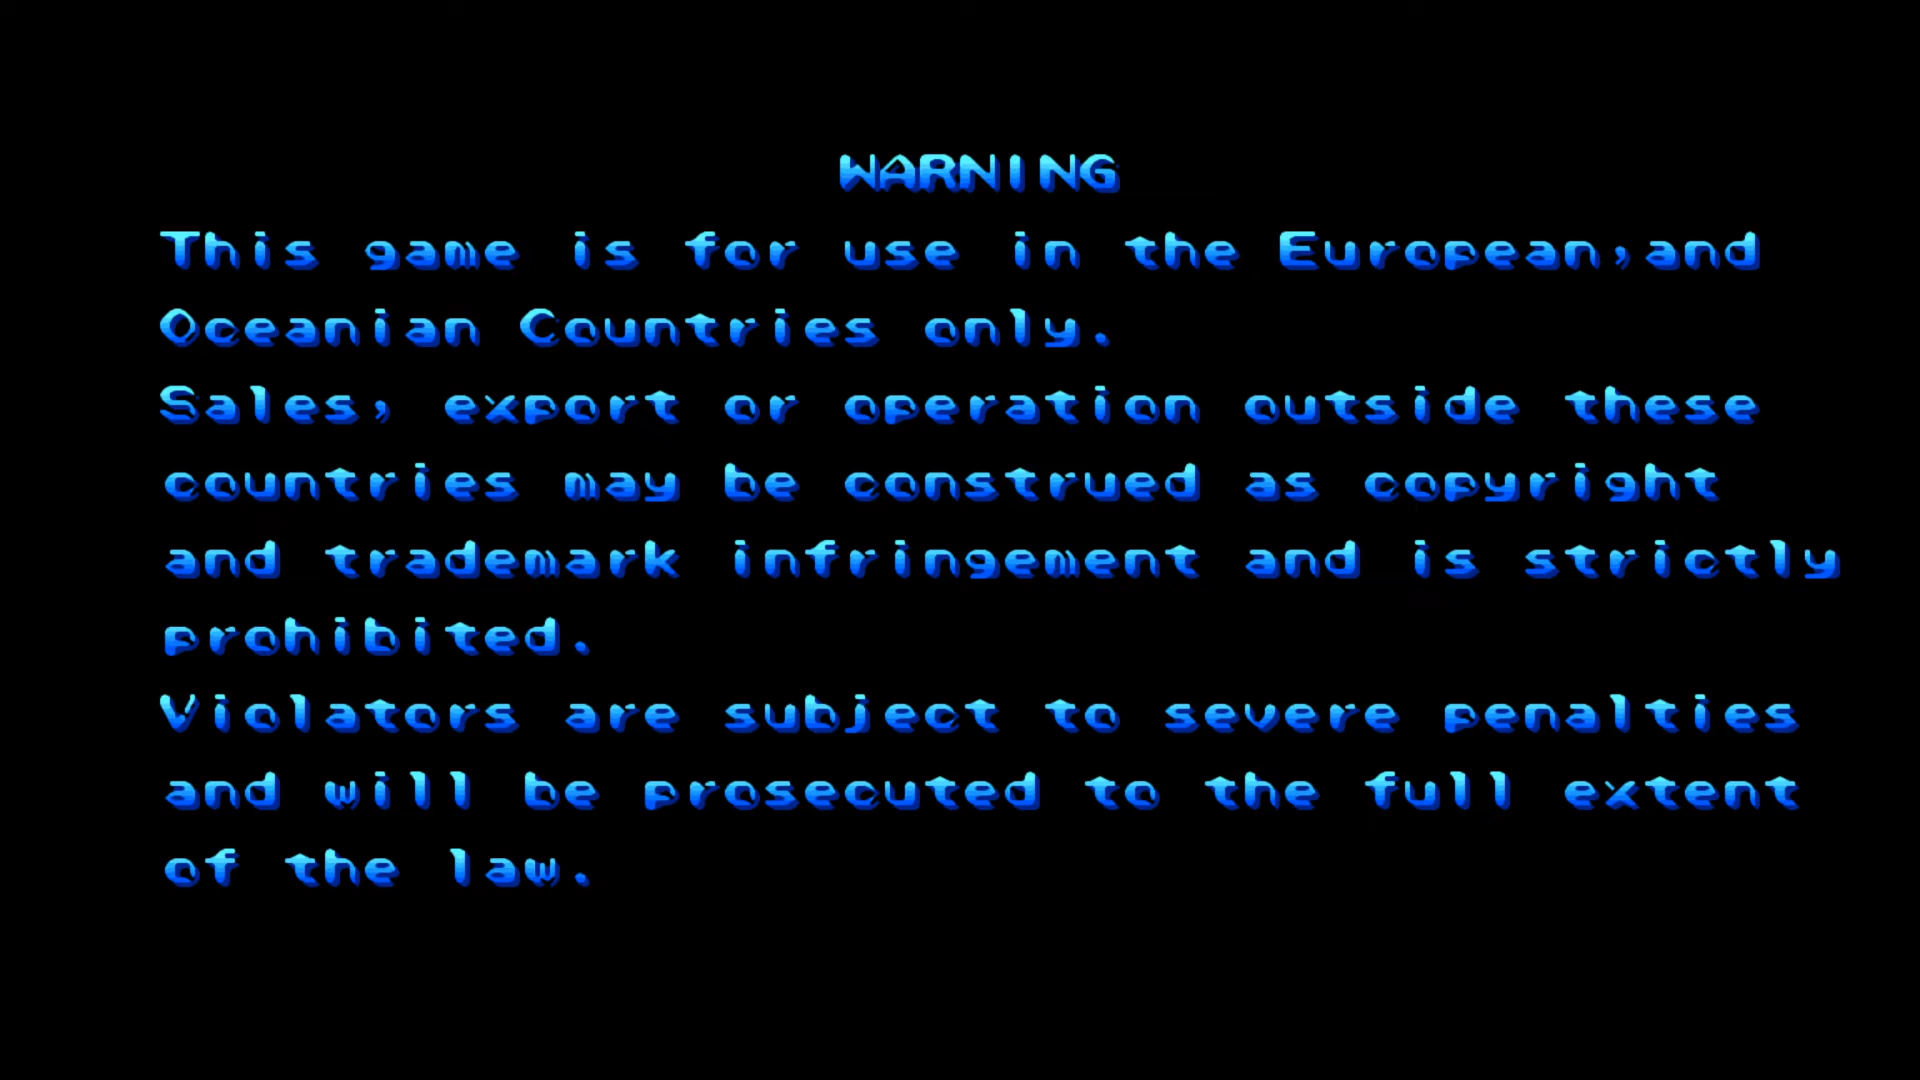 WARNING
This game is for use in the European,and
Oceanian Countries only.
Sales, export or operation outside these
countries may be construed as copyright
and trademark infringement and is strictly
prohibited.
Violators are subject to severe penalties
and will be prosecuted to the full extent
of the law.